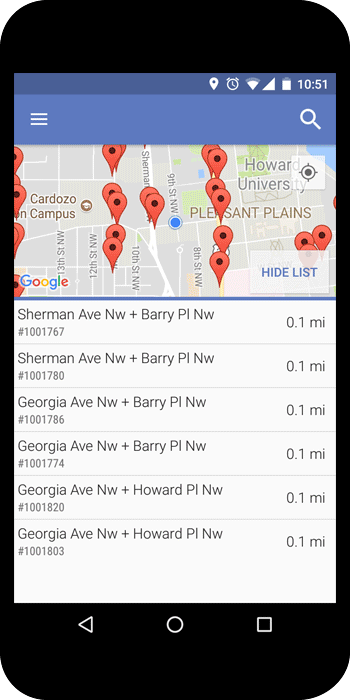 10:51
Howard
University
Cardozo
n Campus
Sherman
9th St NW
PLEASANT PLAINS
13th St NW
12th St NW
10th St NW
8th St NW
Google
HIDE LIST
Sherman Ave Nw + Barry Pl Nw
#1001767
0.1 mi
Sherman Ave Nw + Barry Pl Nw
#1001780
0.1 mi
Georgia Ave Nw + Barry Pl Nw
#1001786
0.1 mi
Georgia Ave Nw + Barry Pl Nw
#1001774
0.1 mi
Georgia Ave Nw + Howard Pl Nw
#1001820
0.1 mi
Georgia Ave Nw + Howard Pl Nw
#1001803
0.1 mi